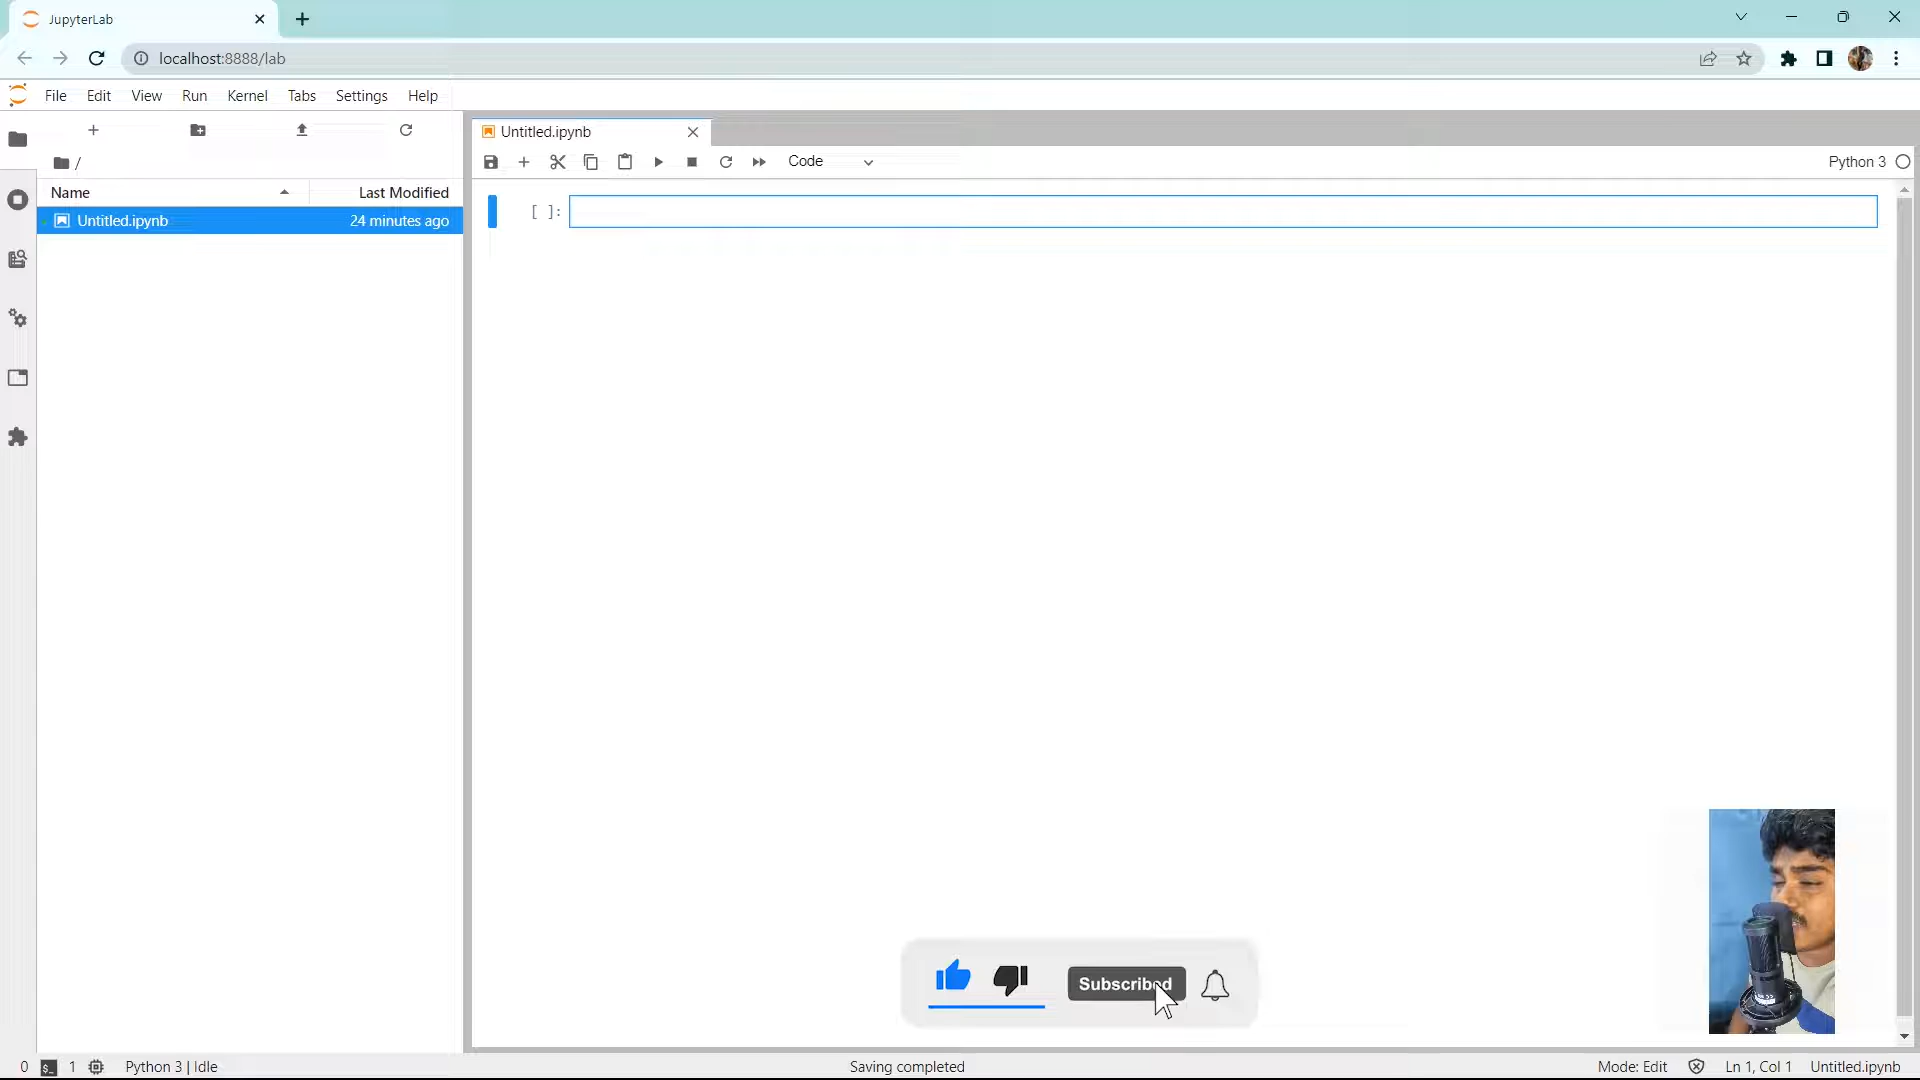 JupyterLab
localhost:8888/lab
File Edit View Run Kernel Tabs Settings Help
/
Name Last Modified
Untitled.ipynb 24 minutes ago
Untitled.ipynb
Code
Python 3
[ ]:
Subscribed
0 1 Python 3 | Idle Saving completed Mode: Edit Ln 1, Col 1 Untitled.ipynb